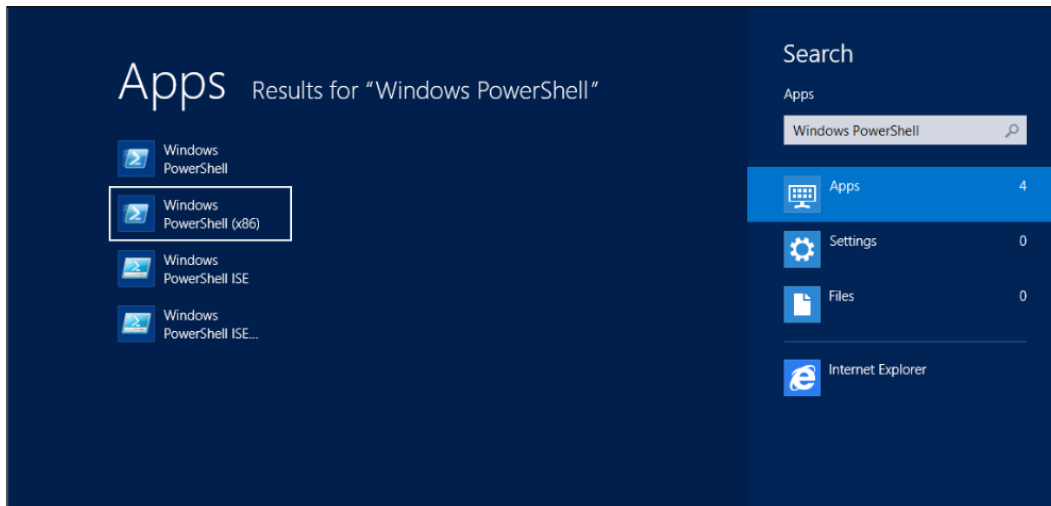 Apps Results for “Windows PowerShell”
Windows
PowerShell
Windows
PowerShell (x86)
Windows
PowerShell ISE
Windows
PowerShell ISE...
Search
Apps
Windows PowerShell
Apps 4
Settings 0
Files 0
Internet Explorer